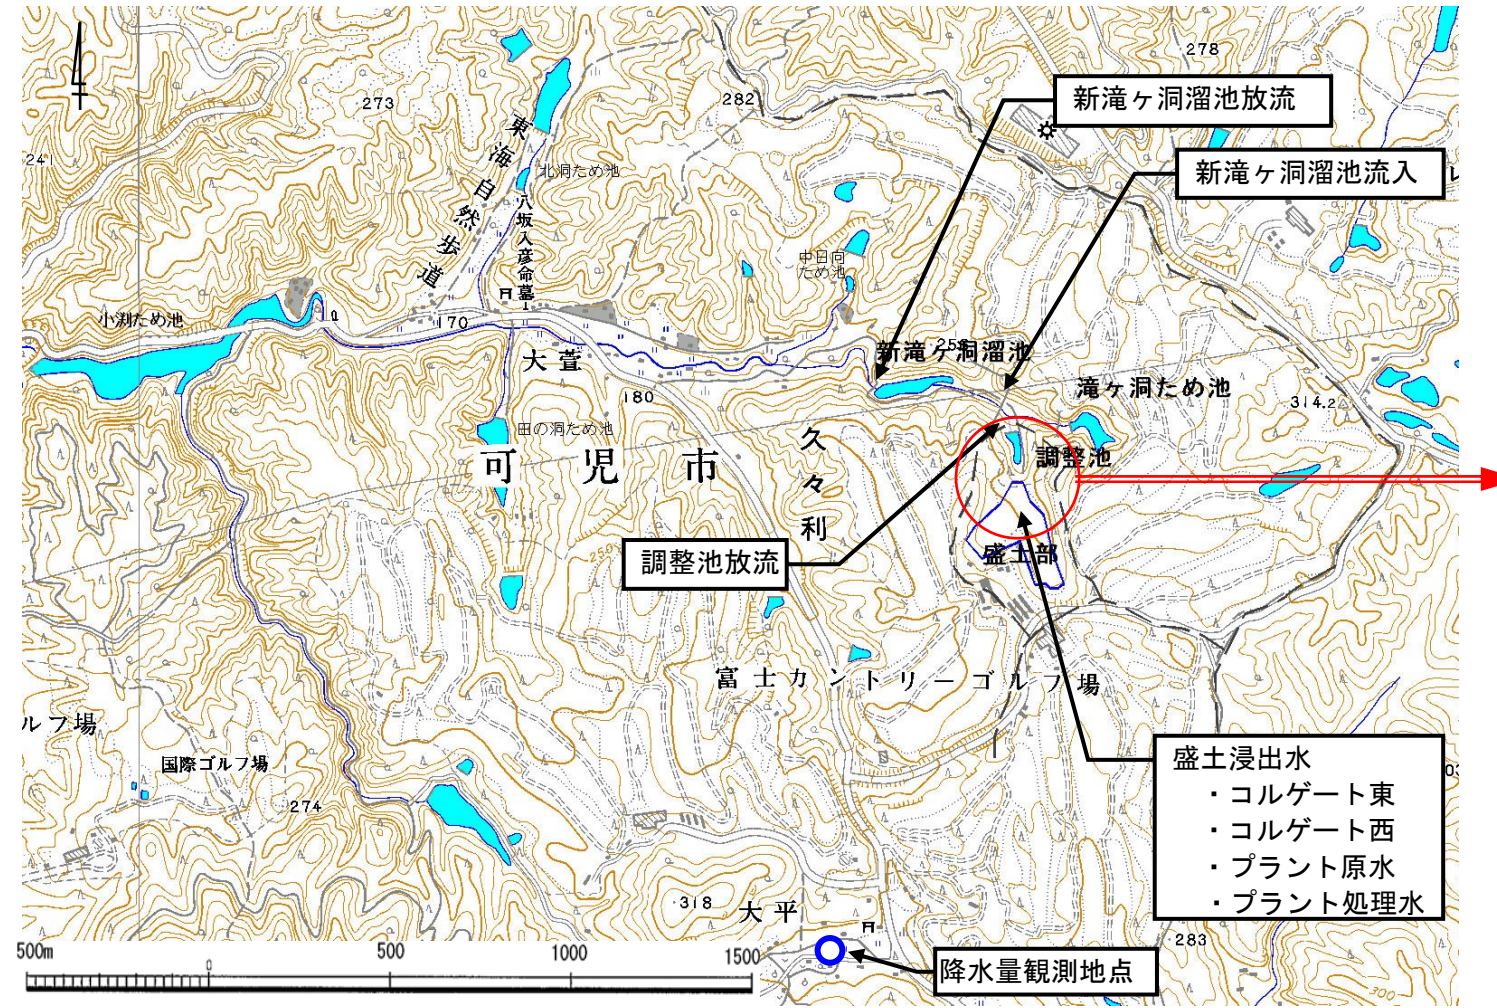 278
新滝ヶ洞溜池放流
273
282
東海自然歩道
241
新滝ヶ洞溜池流入
北洞ため池
八坂入彦命墓
中日向
ため池
小渕ため池
170
大萱
新滝ヶ洞溜池
滝ヶ洞ため池
180
314.2
田の洞ため池
久々利
可児市
調整池
250
盛土部
調整池放流
富士カントリーゴルフ場
ルフ場
国際ゴルフ場
274
盛土浸出水
・コルゲート東
・コルゲート西
・プラント原水
・プラント処理水
318
大平
283
降水量観測地点
300
500m
0
500
1000
1500